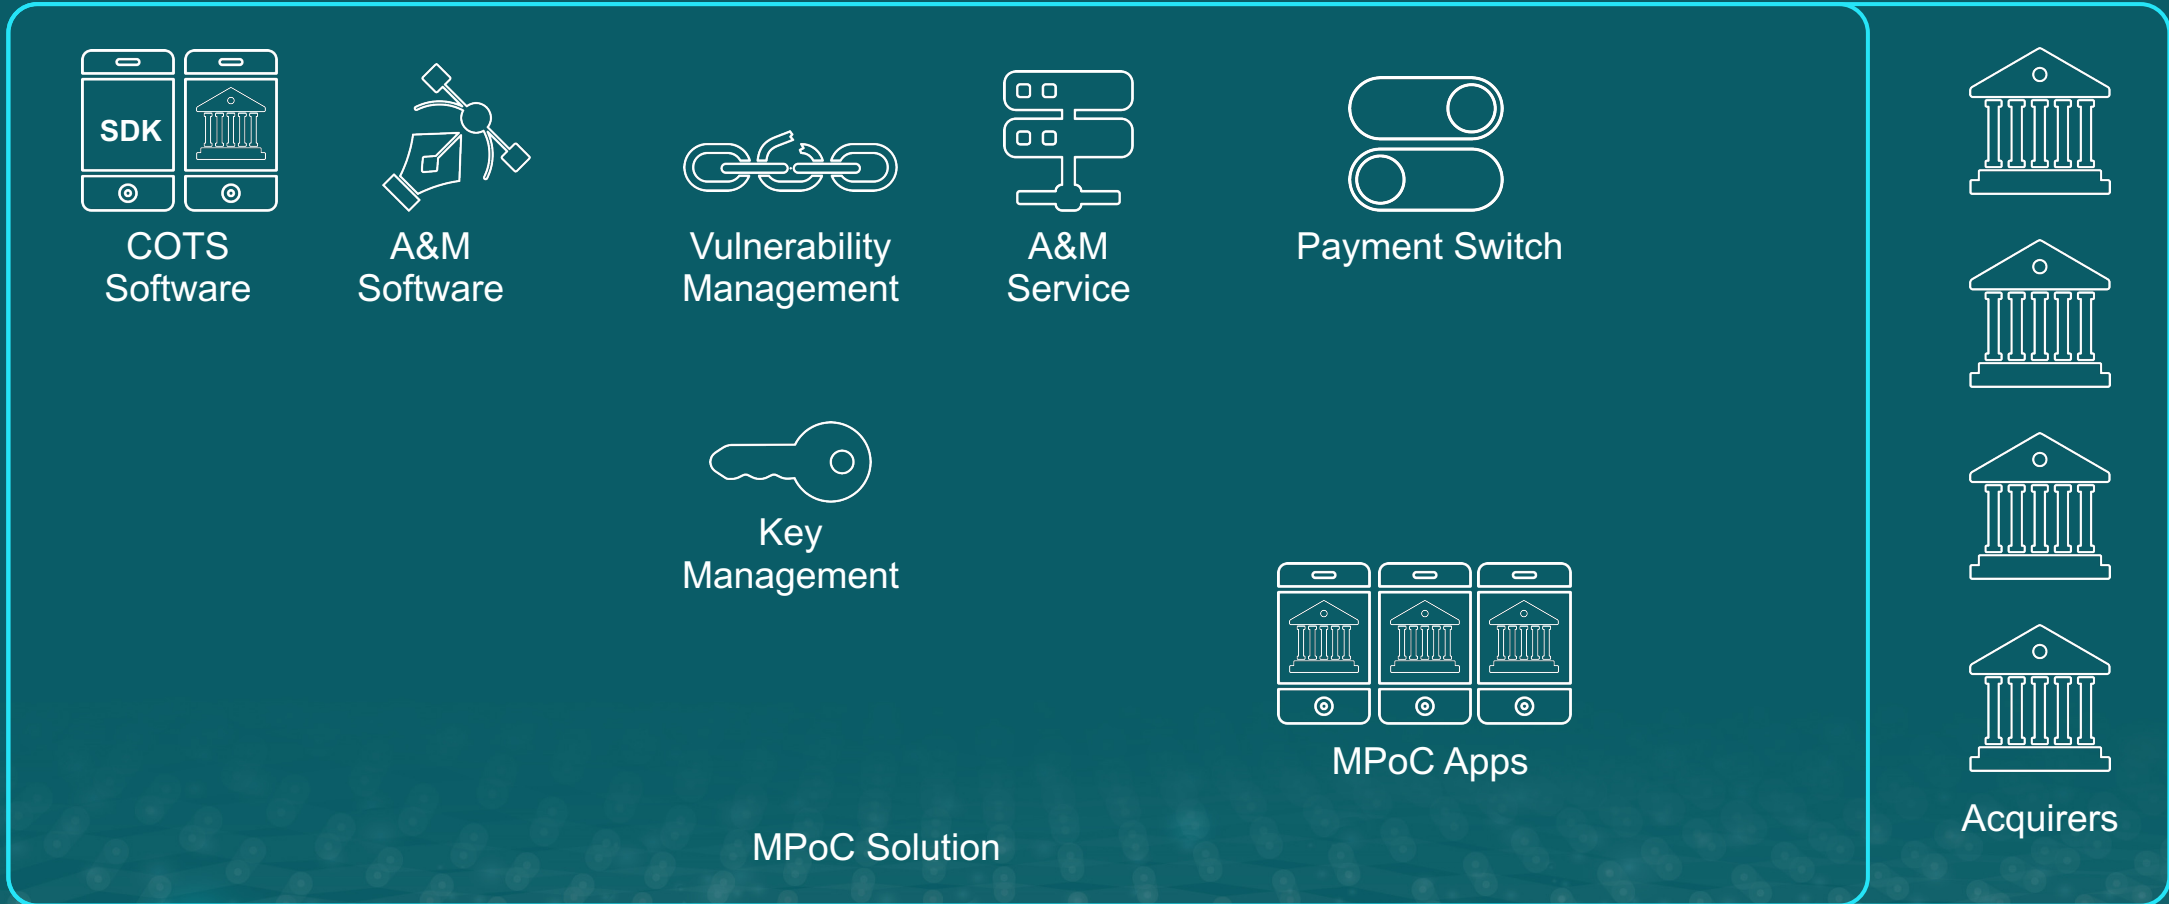 SDK
COTS
Software
A&M
Software
Vulnerability
Management
A&M
Service
Payment Switch
Key
Management
MPoC Apps
Acquirers
MPoC Solution